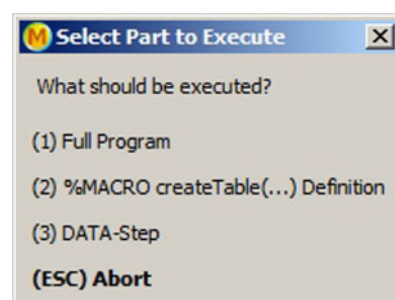 Select Part to Execute
What should be executed?
(1) Full Program
(2) %MACRO createTable(...) Definition
(3) DATA-Step
(ESC) Abort